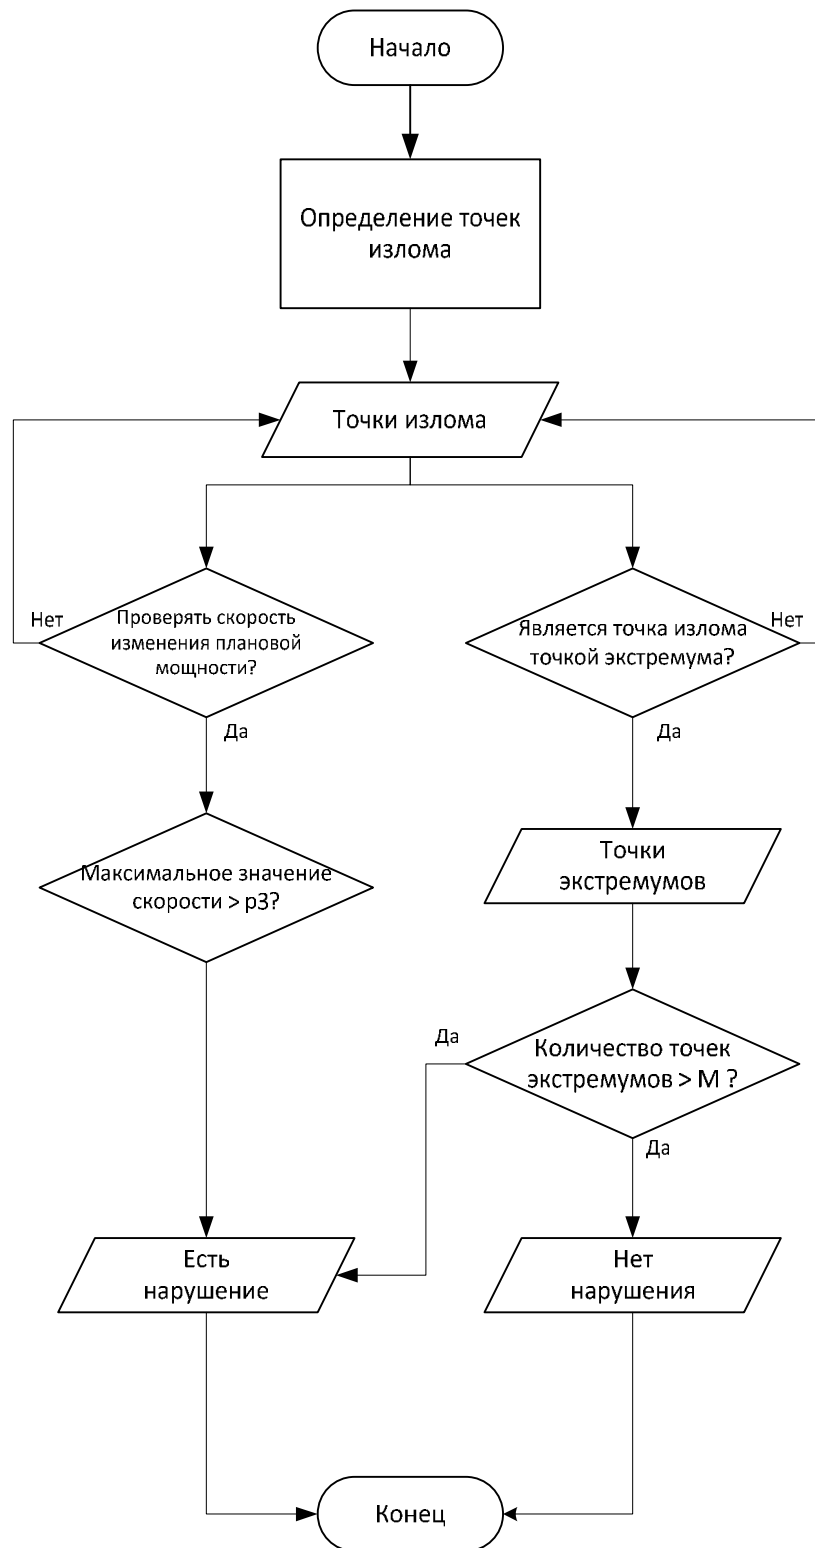 Начало
Определение точек
излома
Точки излома
Нет
Проверять скорость
изменения плановой
мощности?
Является точка излома
точкой экстремума?
Нет
Да
Да
Максимальное значение
скорости > p3?
Точки
экстремумов
Да
Количество точек
экстремумов > M ?
Да
Есть
нарушение
Нет
нарушения
Конец